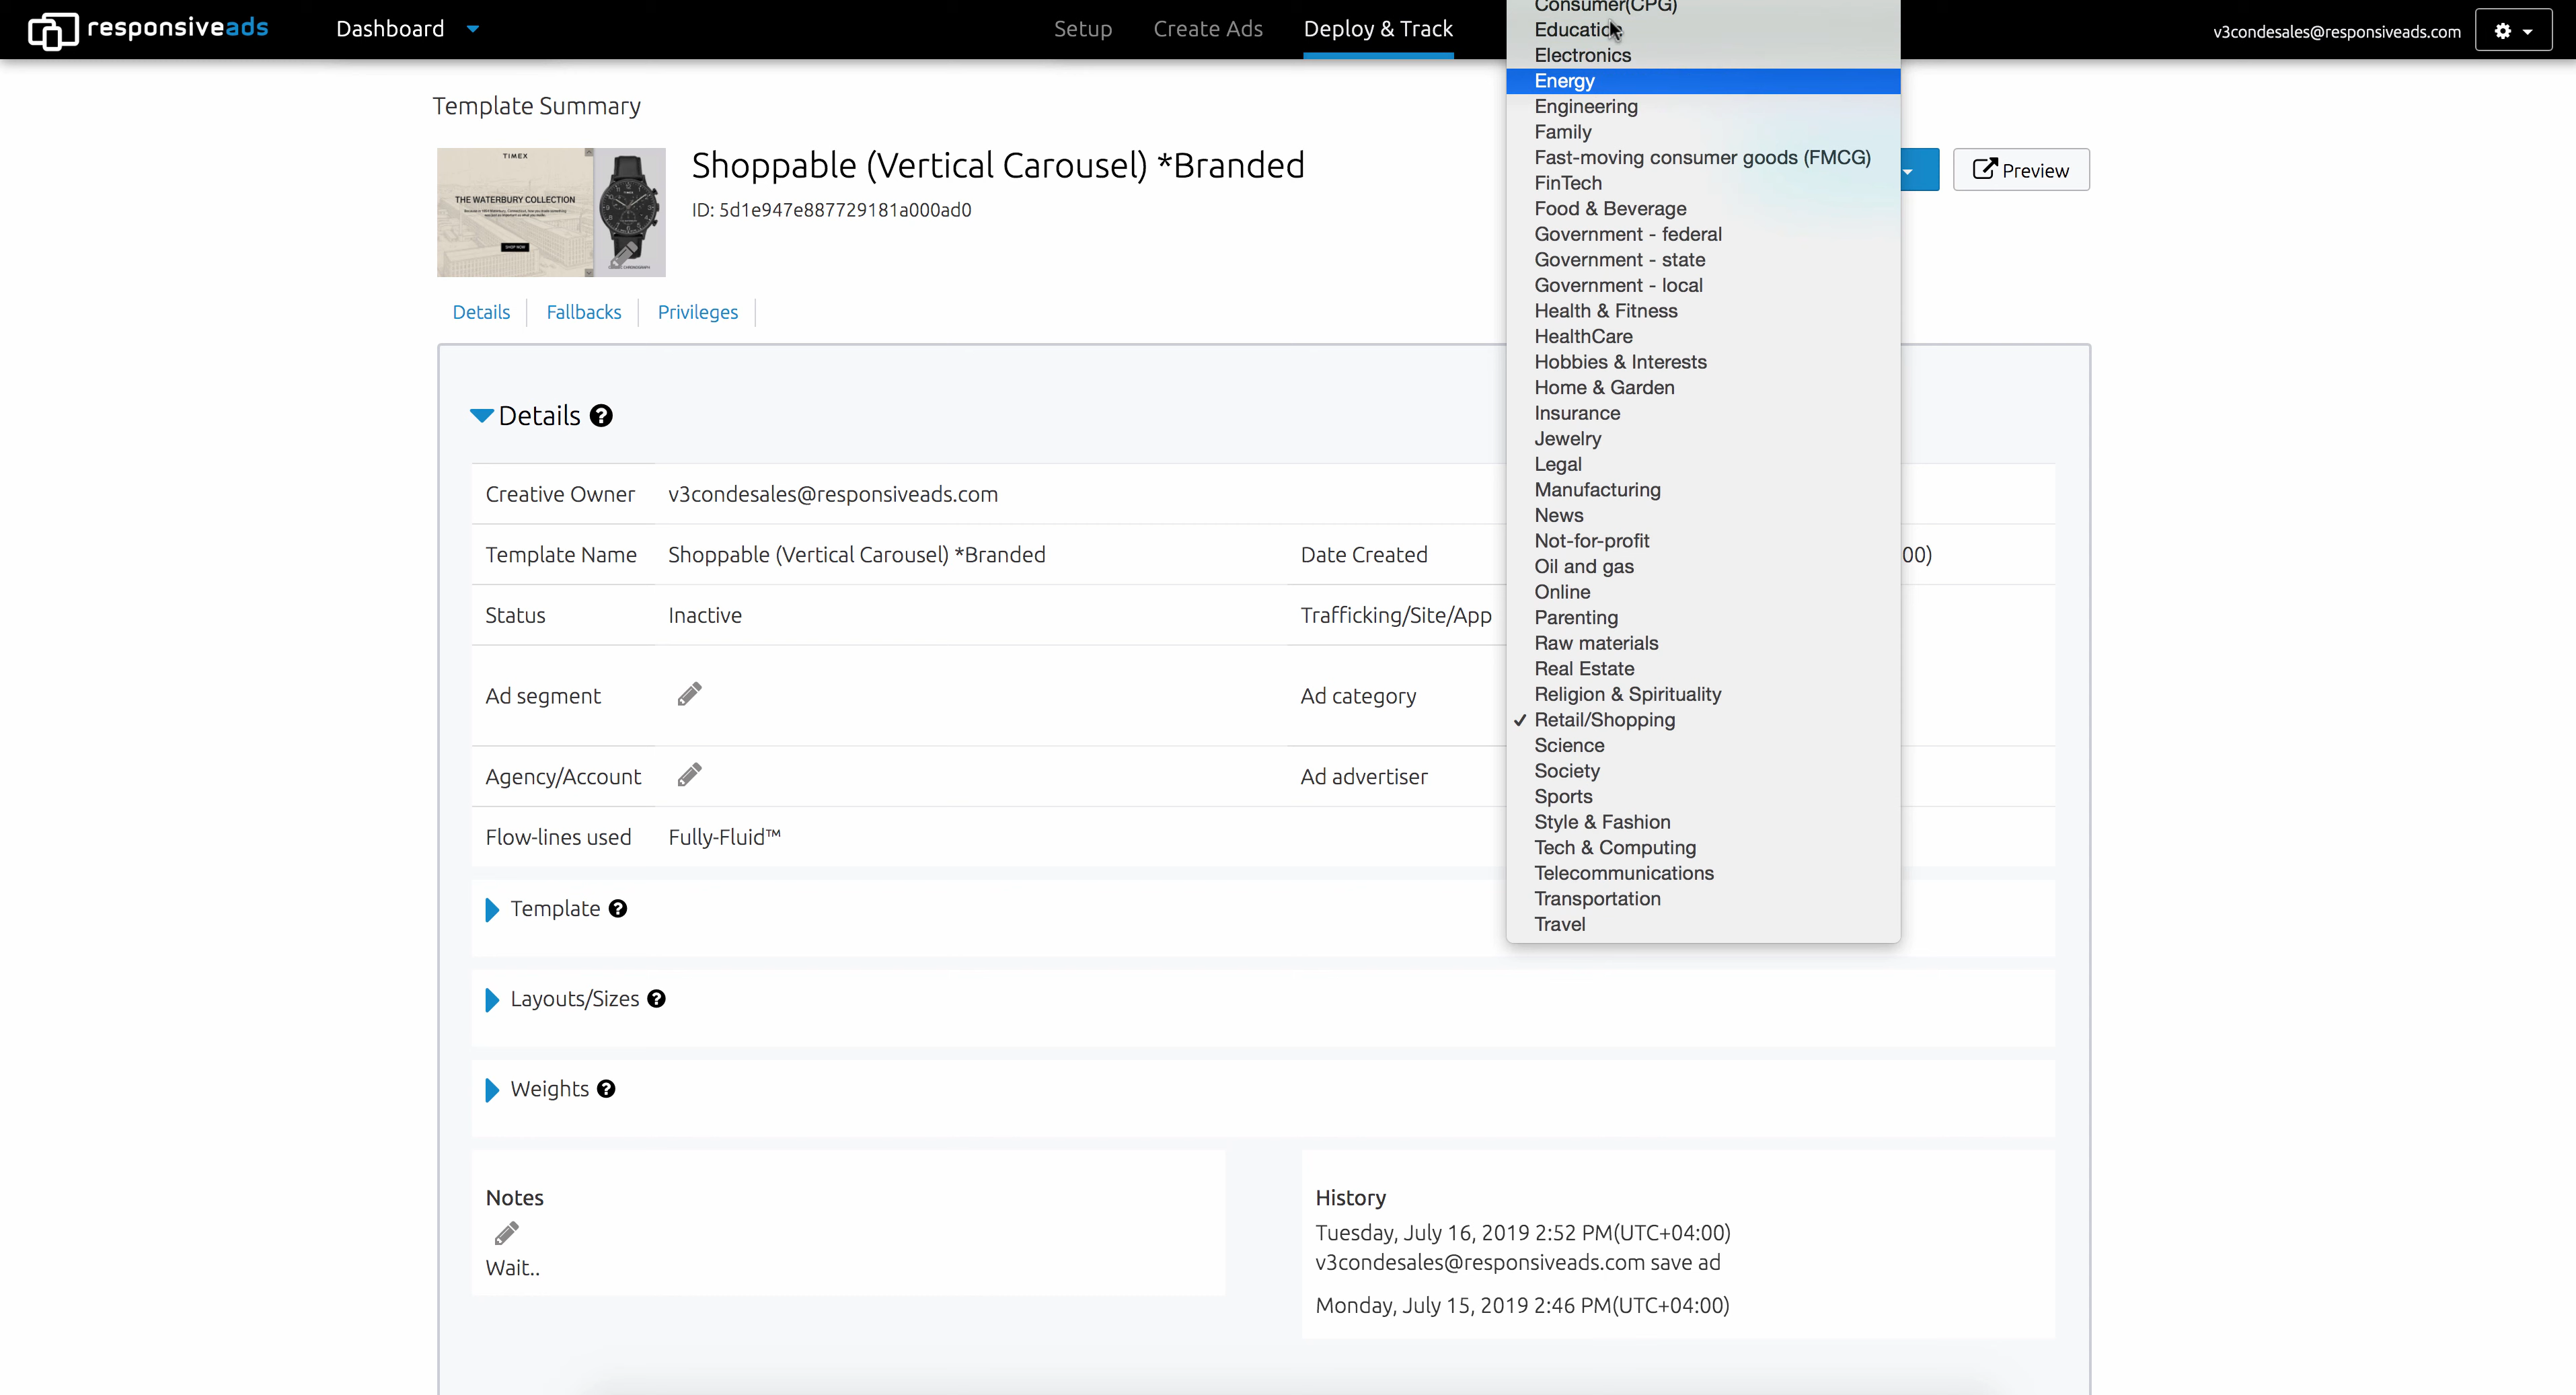 responsiveads
Dashboard
Setup
Create Ads
Deploy & Track
v3condesales@responsiveads.com
Template Summary
TIMEX
THE WATERBURY COLLECTION
SHOP NOW
Shoppable (Vertical Carousel) *Branded
ID: 5d1e947e887729181a000ad0
Preview
Details
Fallbacks
Privileges
Details
Creative Owner
v3condesales@responsiveads.com
Template Name
Shoppable (Vertical Carousel) *Branded
Date Created
00)
Status
Inactive
Trafficking/Site/App
Ad segment
Ad category
Agency/Account
Ad advertiser
Flow-lines used
Fully-Fluid™
Template
Layouts/Sizes
Weights
Notes
Wait..
History
Tuesday, July 16, 2019 2:52 PM(UTC+04:00)
v3condesales@responsiveads.com save ad
Monday, July 15, 2019 2:46 PM(UTC+04:00)
Consumer(CPG)
Education
Electronics
Energy
Engineering
Family
Fast-moving consumer goods (FMCG)
FinTech
Food & Beverage
Government - federal
Government - state
Government - local
Health & Fitness
HealthCare
Hobbies & Interests
Home & Garden
Insurance
Jewelry
Legal
Manufacturing
News
Not-for-profit
Oil and gas
Online
Parenting
Raw materials
Real Estate
Religion & Spirituality
Retail/Shopping
Science
Society
Sports
Style & Fashion
Tech & Computing
Telecommunications
Transportation
Travel